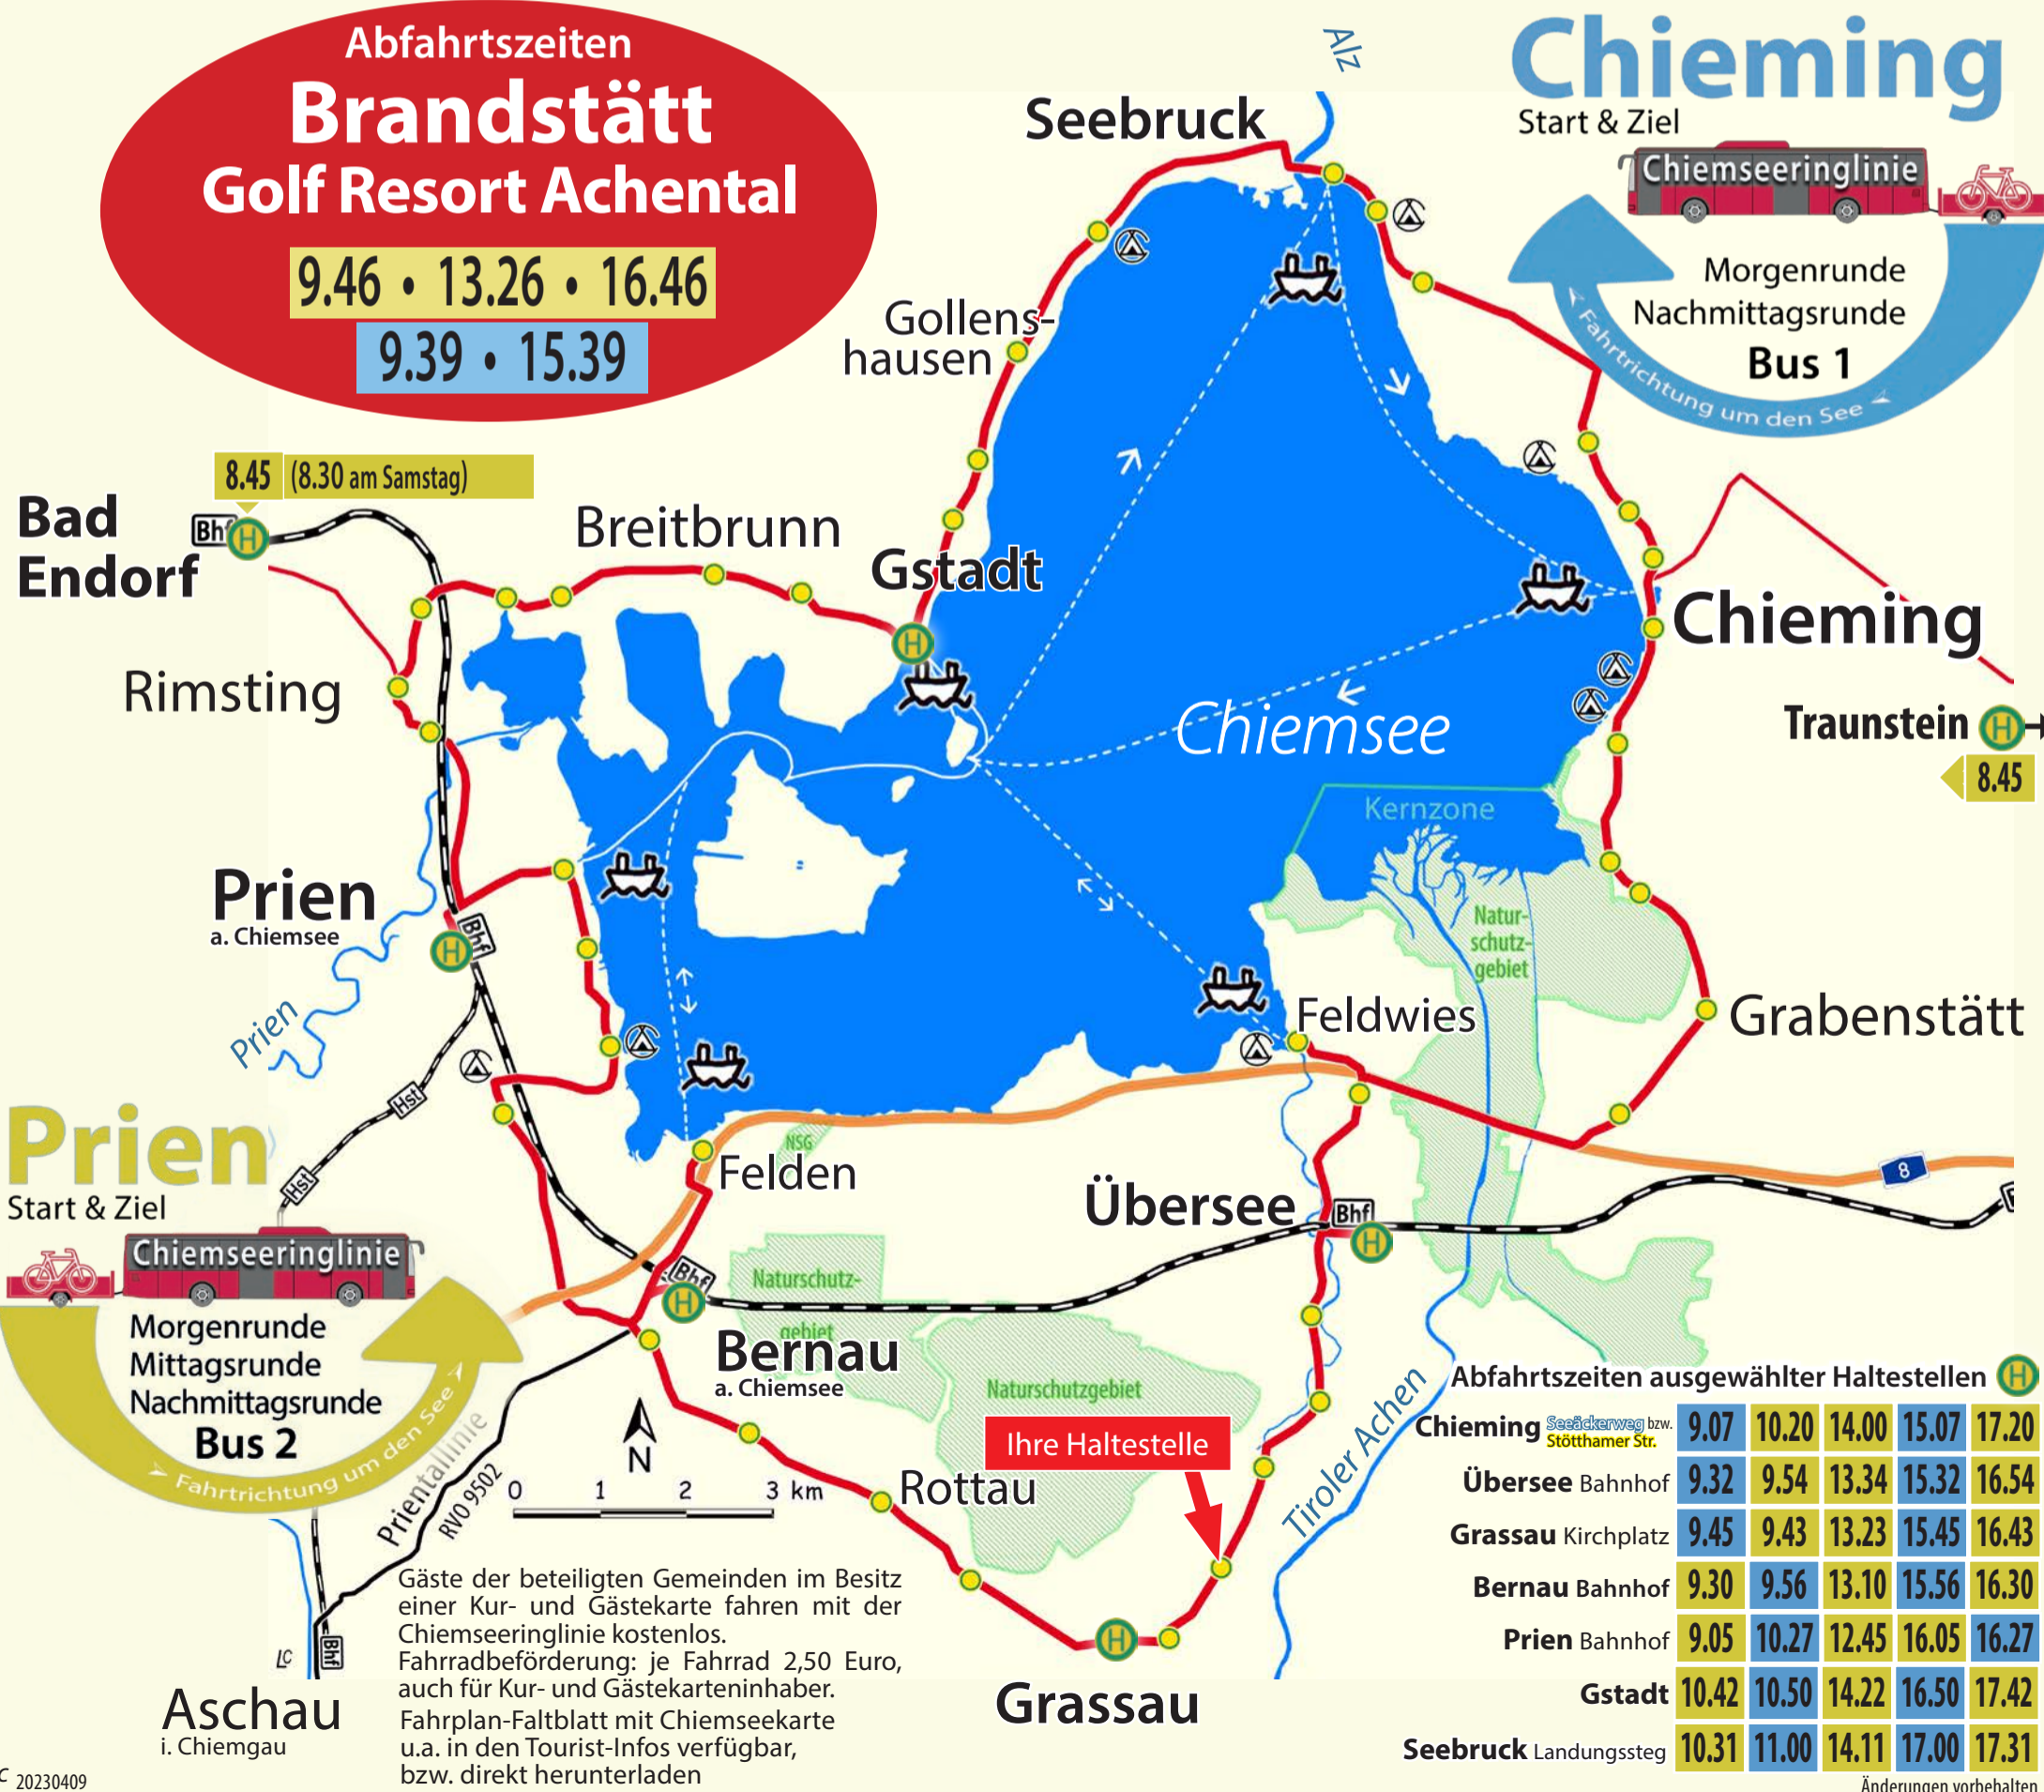 Abfahrtszeiten
Brandstätt
Golf Resort Achental
9.46 • 13.26 • 16.46
9.39 • 15.39
Alz
Seebruck
Chieming
Start & Ziel
Chiemseeringlinie
Morgenrunde
Nachmittagsrunde
Bus 1
Fahrtrichtung um den See
Gollens-
hausen
8.45 (8.30 am Samstag)
Bad
Endorf
Bhf H
Breitbrunn
Gstadt
H
Rimsting
Chieming
Chiemsee
Traunstein H
8.45
Kernzone
Prien
a. Chiemsee
Bhf
H
Natur-
schutz-
gebiet
Prien
Feldwies
Grabenstätt
Hst
Hst
Prien
Start & Ziel
Chiemseeringlinie
Morgenrunde
Mittagsrunde
Nachmittagsrunde
Bus 2
Fahrtrichtung um den See
NSG
Felden
8
Übersee
Bhf
H
Bhf
H
Naturschutz-
gebiet
Bernau
a. Chiemsee
Naturschutzgebiet
Ihre Haltestelle
Tiroler Achen
Prientallinie
RVO 9502
N
0 1 2 3 km
Rottau
H
Grassau
Bhf
LC
Aschau
i. Chiemgau
Gäste der beteiligten Gemeinden im Besitz
einer Kur- und Gästekarte fahren mit der
Chiemseeringlinie kostenlos.
Fahrradbeförderung: je Fahrrad 2,50 Euro,
auch für Kur- und Gästekarteninhaber.
Fahrplan-Faltblatt mit Chiemseekarte
u.a. in den Tourist-Infos verfügbar,
bzw. direkt herunterladen
Abfahrtszeiten ausgewählter Haltestellen H
Chieming Seeäckerweg bzw. Stötthamer Str. 9.07 10.20 14.00 15.07 17.20
Übersee Bahnhof 9.32 9.54 13.34 15.32 16.54
Grassau Kirchplatz 9.45 9.43 13.23 15.45 16.43
Bernau Bahnhof 9.30 9.56 13.10 15.56 16.30
Prien Bahnhof 9.05 10.27 12.45 16.05 16.27
Gstadt 10.42 10.50 14.22 16.50 17.42
Seebruck Landungssteg 10.31 11.00 14.11 17.00 17.31
Änderungen vorbehalten
20230409